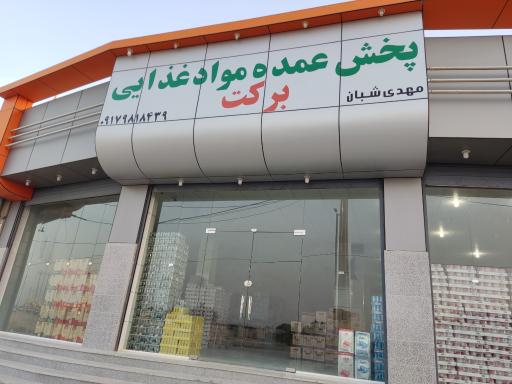 پخش عمده مواد غذایی
برکت
مهدی شبان
۰۹۱۷۹۸۱۸۴۳۹